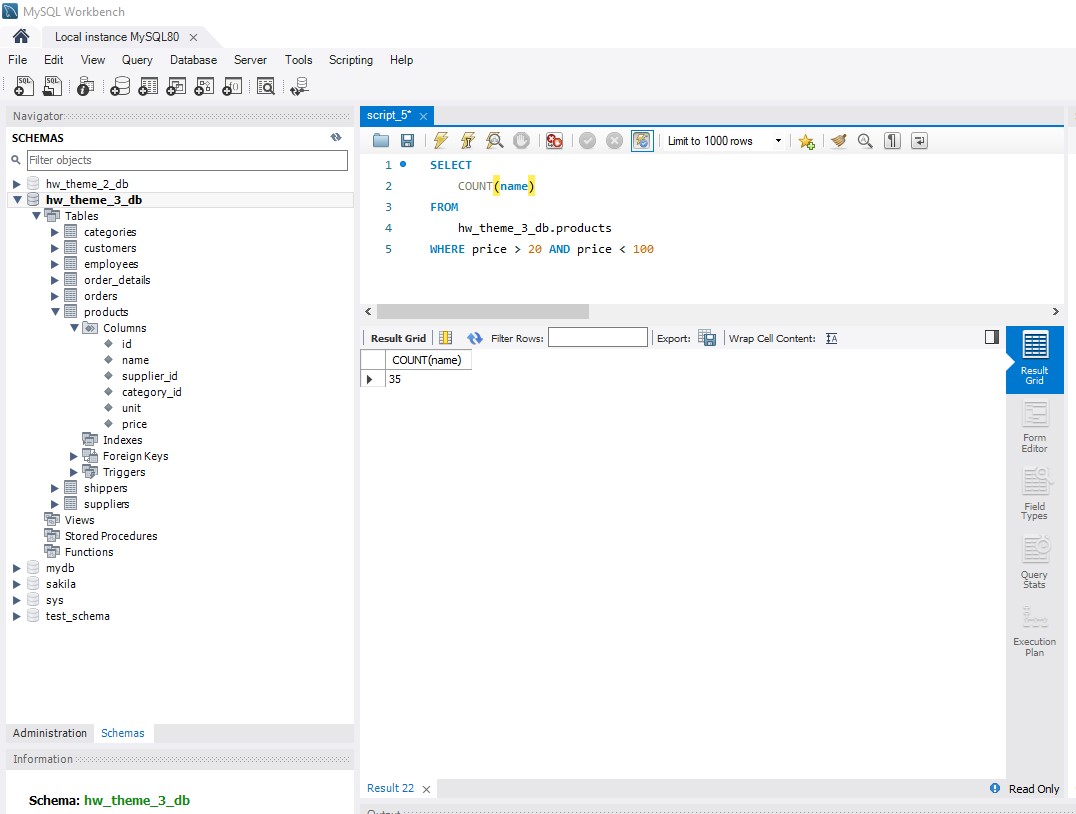 MySQL Workbench
Local instance MySQL80
File Edit View Query Database Server Tools Scripting Help
Navigator
SCHEMAS
Filter objects
hw_theme_2_db
hw_theme_3_db
Tables
categories
customers
employees
order_details
orders
products
Columns
id
name
supplier_id
category_id
unit
price
Indexes
Foreign Keys
Triggers
shippers
suppliers
Views
Stored Procedures
Functions
mydb
sakila
sys
test_schema
Administration Schemas
Information
Schema: hw_theme_3_db
script_5*
Limit to 1000 rows
1 SELECT
2 COUNT(name)
3 FROM
4 hw_theme_3_db.products
5 WHERE price > 20 AND price < 100
Result Grid Filter Rows: Export: Wrap Cell Content:
COUNT(name)
35
Result
Grid
Form
Editor
Field
Types
Query
Stats
Execution
Plan
Result 22
Read Only